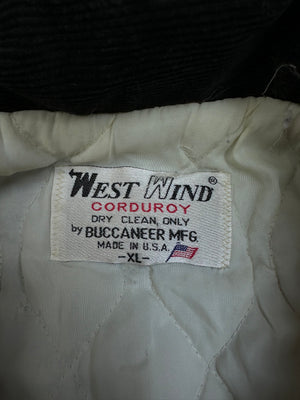 WEST WIND®
CORDUROY
DRY CLEAN, ONLY
by BUCCANEER MFG.
MADE IN U.S.A.
-XL-